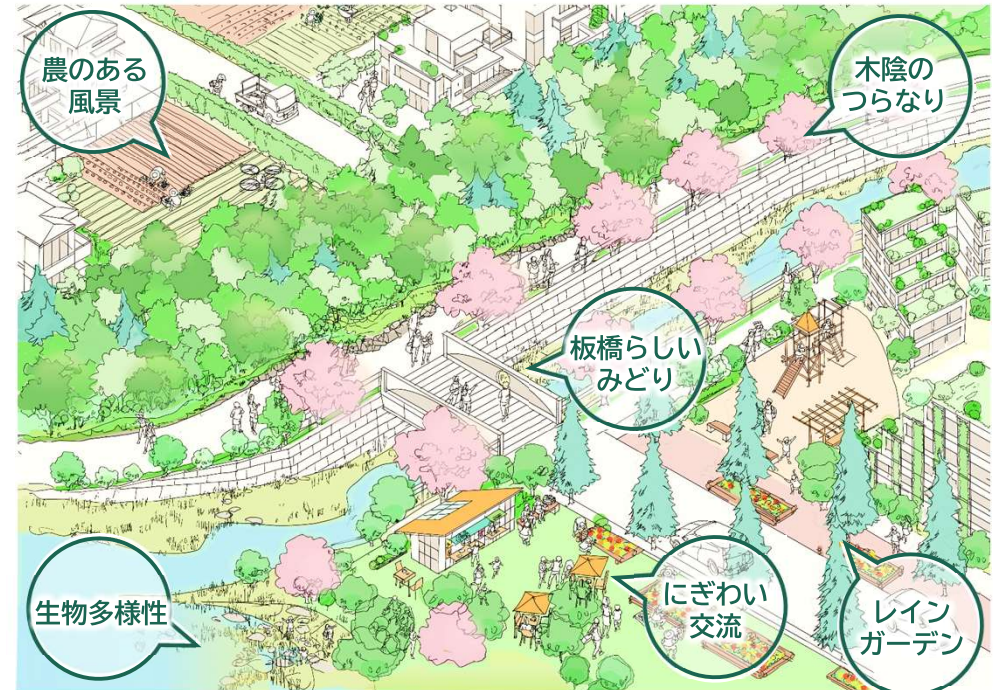 農のある
風景
木陰の
つらなり
板橋らしい
みどり
生物多様性
にぎわい
交流
レイン
ガーデン